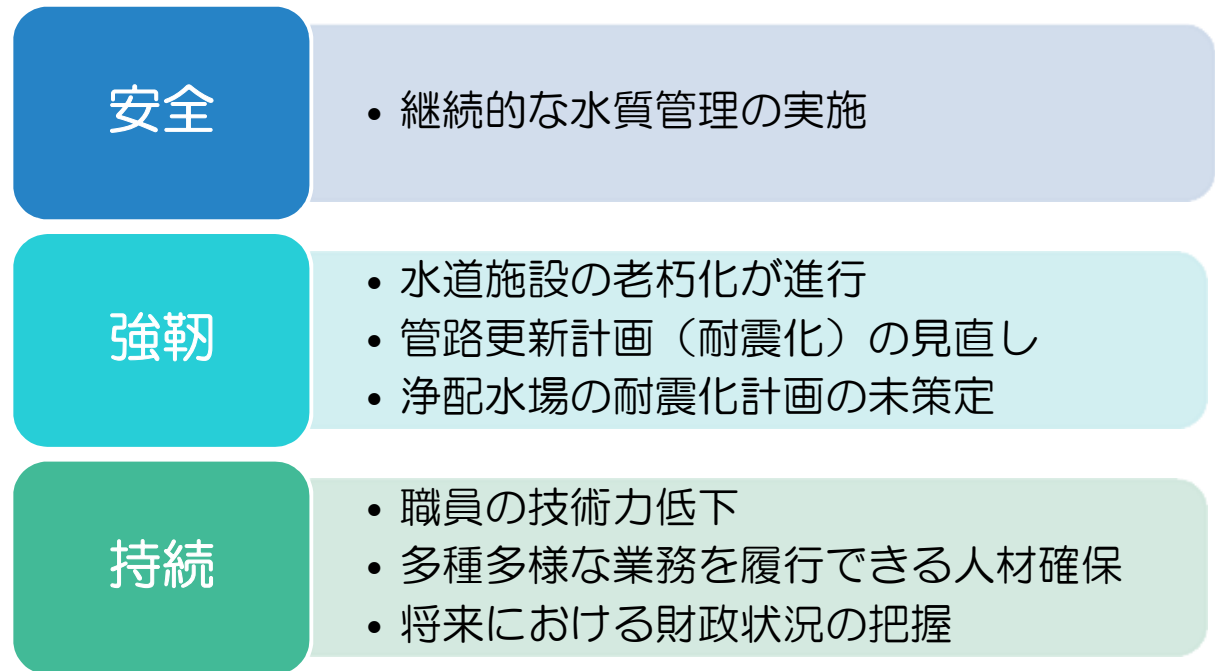 安全
• 継続的な水質管理の実施
強靭
• 水道施設の老朽化が進行
• 管路更新計画（耐震化）の見直し
• 浄配水場の耐震化計画の未策定
持続
• 職員の技術力低下
• 多種多様な業務を履行できる人材確保
• 将来における財政状況の把握